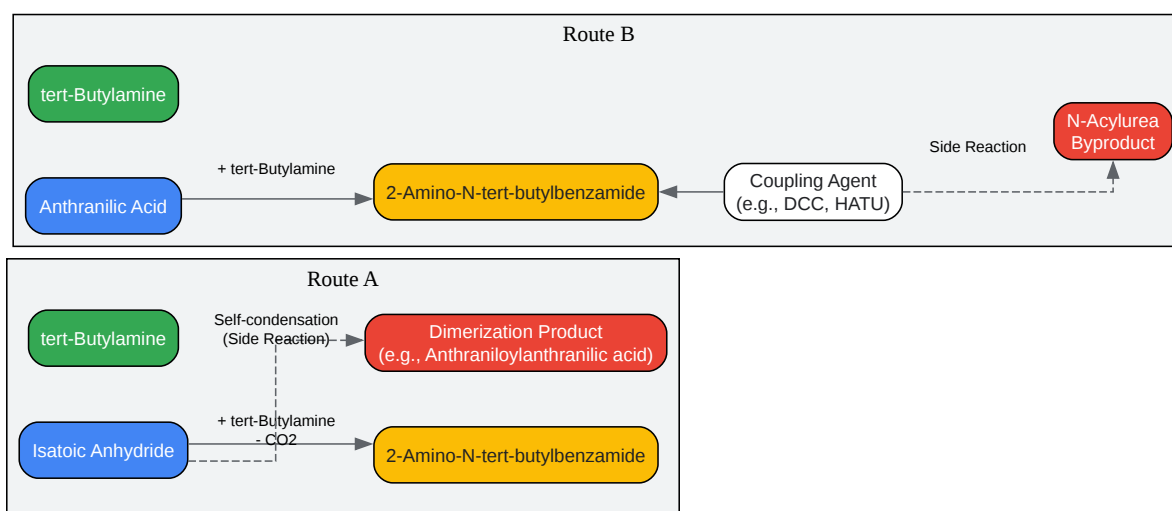 Route B
tert-Butylamine
N-Acylurea
Byproduct
Side Reaction
+ tert-Butylamine
Anthranilic Acid
2-Amino-N-tert-butylbenzamide
Coupling Agent
(e.g., DCC, HATU)
Route A
tert-Butylamine
Self-condensation
(Side Reaction)
Dimerization Product
(e.g., Anthraniloylanthranilic acid)
+ tert-Butylamine
- CO2
Isatoic Anhydride
2-Amino-N-tert-butylbenzamide